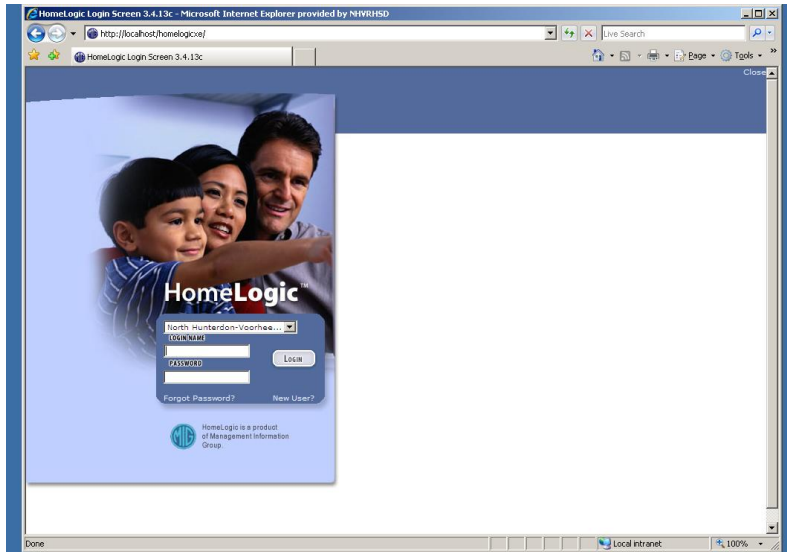 HomeLogic Login Screen 3.4.13c - Microsoft Internet Explorer provided by NHVRHSD
http://localhost/homelogicxe/
Live Search
HomeLogic Login Screen 3.4.13c
Page
Tools
Close
HomeLogic™
North Hunterdon-Voorhee...
LOGIN NAME
LOGIN
PASSWORD
Forgot Password? New User?
MIG
HomeLogic is a product
of Management Information
Group.
Done
Local intranet
100%